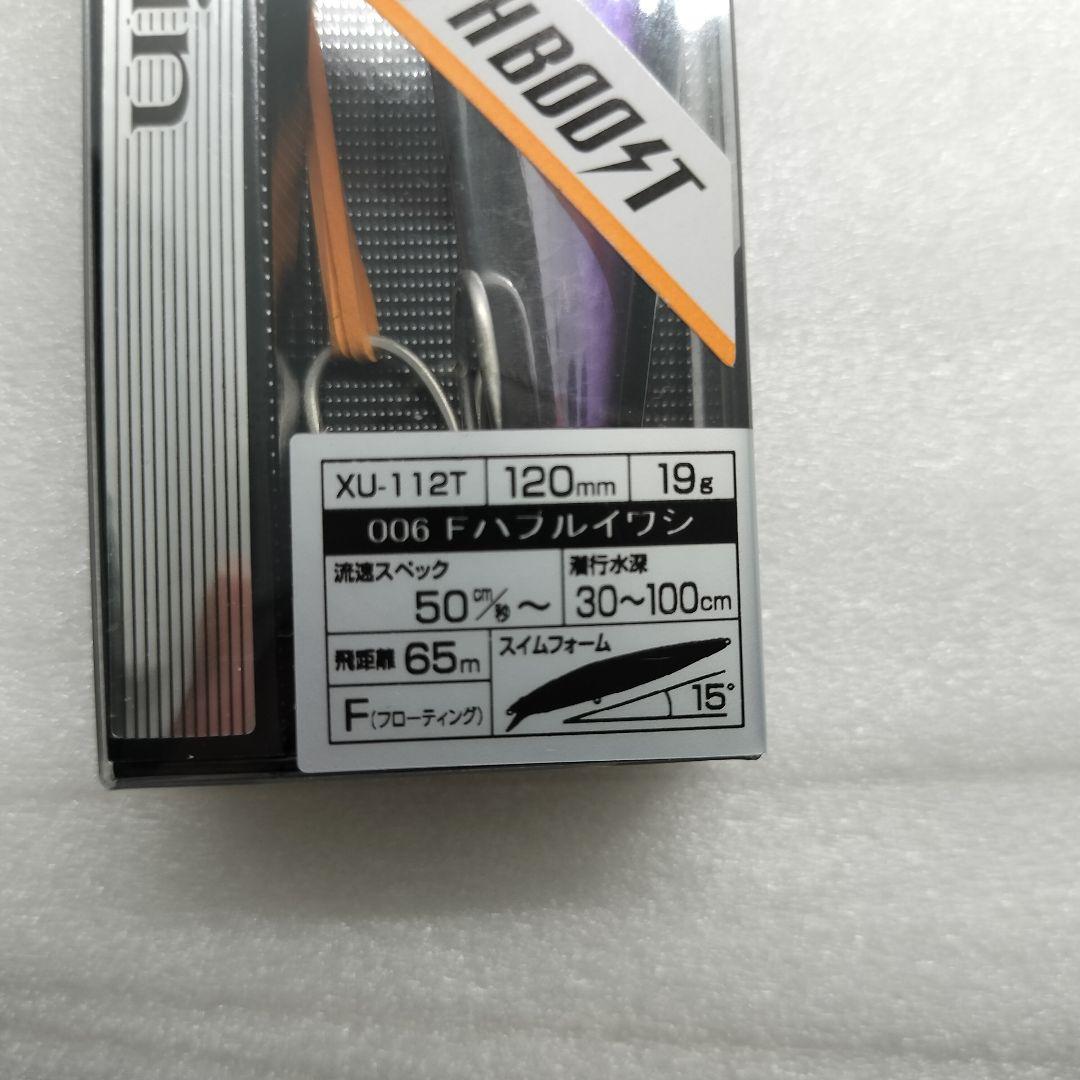 H BOOST
XU-112T 120mm 19g
006 Fハブルイワシ
流速スペック 潜行水深
50cm/秒〜 30〜100cm
飛距離 65m スイムフォーム
F(フローティング) 15°